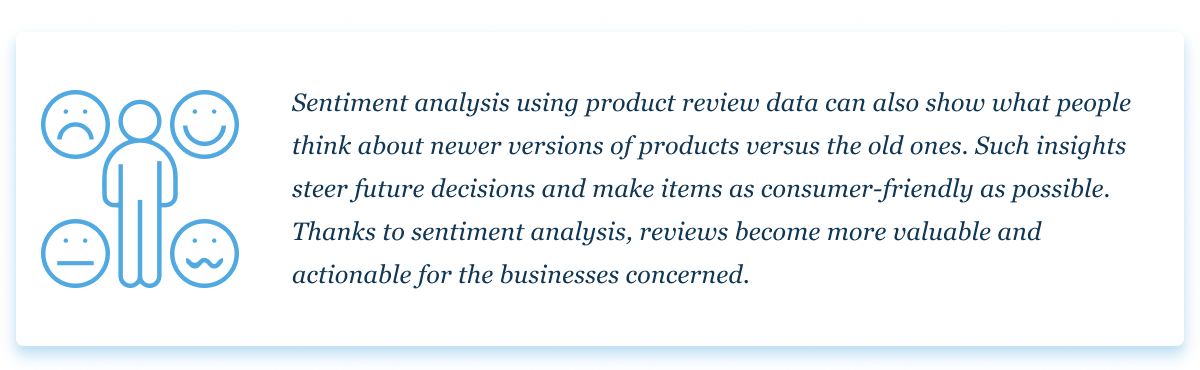 Sentiment analysis using product review data can also show what people
think about newer versions of products versus the old ones. Such insights
steer future decisions and make items as consumer-friendly as possible.
Thanks to sentiment analysis, reviews become more valuable and
actionable for the businesses concerned.